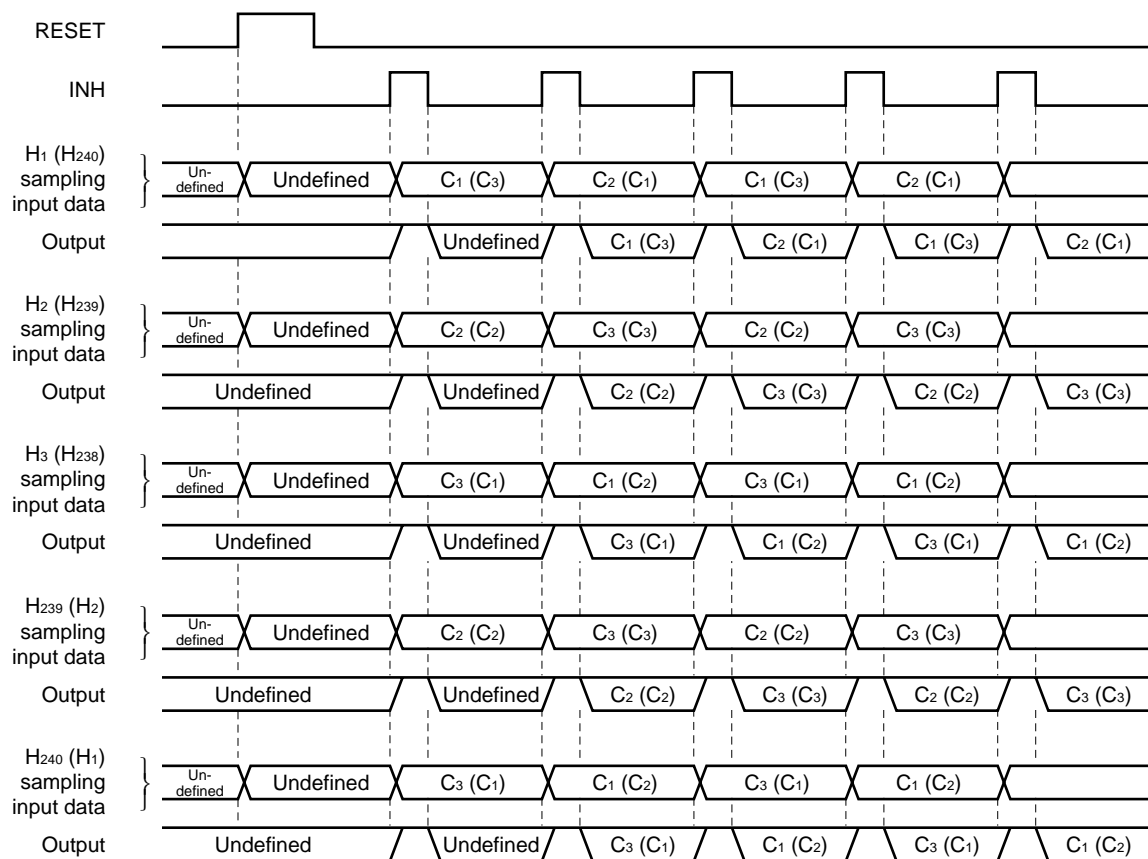 RESET
INH
H1 (H240)
sampling
input data
Un-
defined
Undefined
C1 (C3)
C2 (C1)
C1 (C3)
C2 (C1)
Output
Undefined
C1 (C3)
C2 (C1)
C1 (C3)
C2 (C1)
H2 (H239)
sampling
input data
Un-
defined
Undefined
C2 (C2)
C3 (C3)
C2 (C2)
C3 (C3)
Output
Undefined
Undefined
C2 (C2)
C3 (C3)
C2 (C2)
C3 (C3)
H3 (H238)
sampling
input data
Un-
defined
Undefined
C3 (C1)
C1 (C2)
C3 (C1)
C1 (C2)
Output
Undefined
Undefined
C3 (C1)
C1 (C2)
C3 (C1)
C1 (C2)
H239 (H2)
sampling
input data
Un-
defined
Undefined
C2 (C2)
C3 (C3)
C2 (C2)
C3 (C3)
Output
Undefined
Undefined
C2 (C2)
C3 (C3)
C2 (C2)
C3 (C3)
H240 (H1)
sampling
input data
Un-
defined
Undefined
C3 (C1)
C1 (C2)
C3 (C1)
C1 (C2)
Output
Undefined
Undefined
C3 (C1)
C1 (C2)
C3 (C1)
C1 (C2)